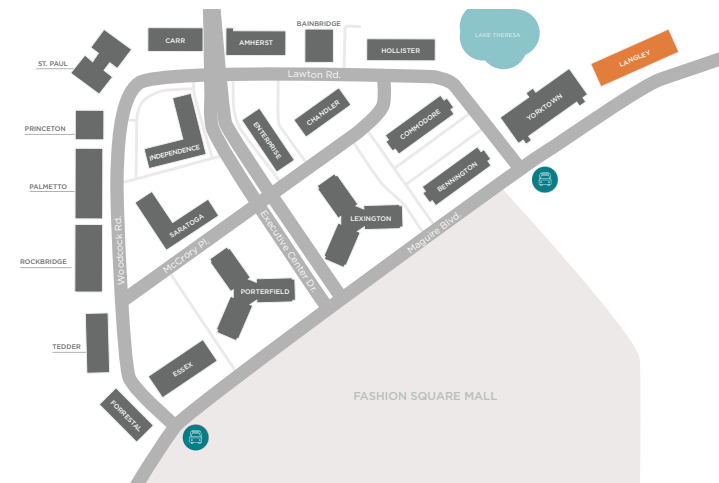 BAINBRIDGE
CARR
AMHERST
HOLLISTER
LAKE THERESA
LANGLEY
ST. PAUL
Lawton Rd.
YORKTOWN
CHANDLER
COMMODORE
PRINCETON
ENTERPRISE
INDEPENDENCE
BENNINGTON
PALMETTO
SARATOGA
LEXINGTON
Woodcock Rd.
McCrory Pl.
Executive Center Dr.
Maguire Blvd.
ROCKBRIDGE
PORTERFIELD
TEDDER
ESSEX
FORRESTAL
FASHION SQUARE MALL